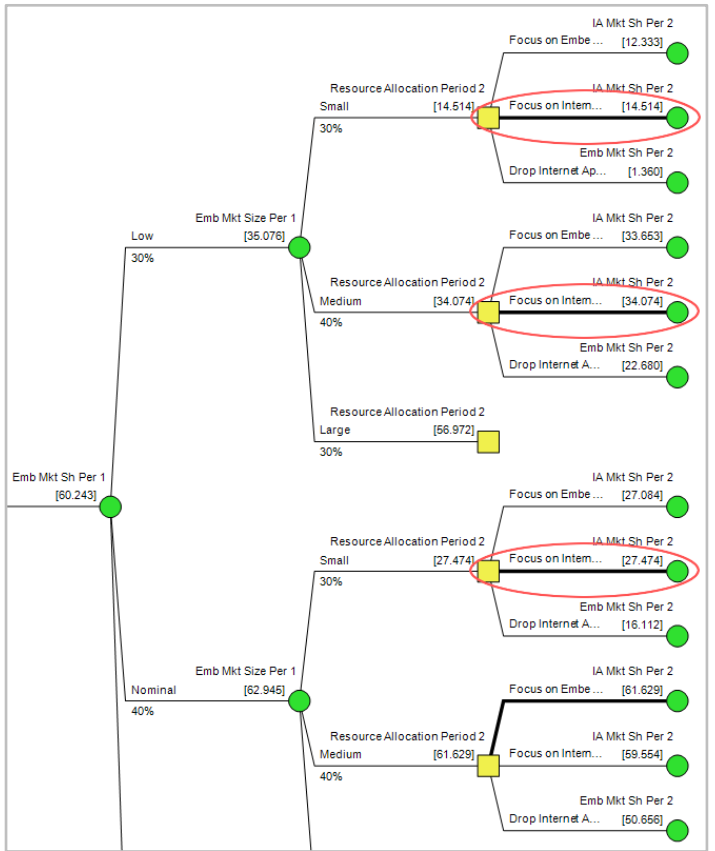 IA Mkt Sh Per 2
Focus on Embe ... [12.333]
Resource Allocation Period 2 IA Mkt Sh Per 2
Small [14.514] Focus on Intern... [14.514]
30%
Emb Mkt Sh Per 2
Drop Internet Ap... [1.360]
Emb Mkt Size Per 1 IA Mkt Sh Per 2
Low [35.076] Focus on Embe ... [33.653]
30%
Resource Allocation Period 2 IA Mkt Sh Per 2
Medium [34.074] Focus on Intern... [34.074]
40%
Emb Mkt Sh Per 2
Drop Internet A... [22.680]
Resource Allocation Period 2
Large [56.972]
30%
Emb Mkt Sh Per 1 IA Mkt Sh Per 2
[60.243] Focus on Embe ... [27.084]
Resource Allocation Period 2 IA Mkt Sh Per 2
Small [27.474] Focus on Intern... [27.474]
30%
Emb Mkt Sh Per 2
Drop Internet A... [16.112]
Emb Mkt Size Per 1 IA Mkt Sh Per 2
Nominal [62.945] Focus on Embe ... [61.629]
40%
Resource Allocation Period 2 IA Mkt Sh Per 2
Medium [61.629] Focus on Intern... [59.554]
40%
Emb Mkt Sh Per 2
Drop Internet A... [50.656]